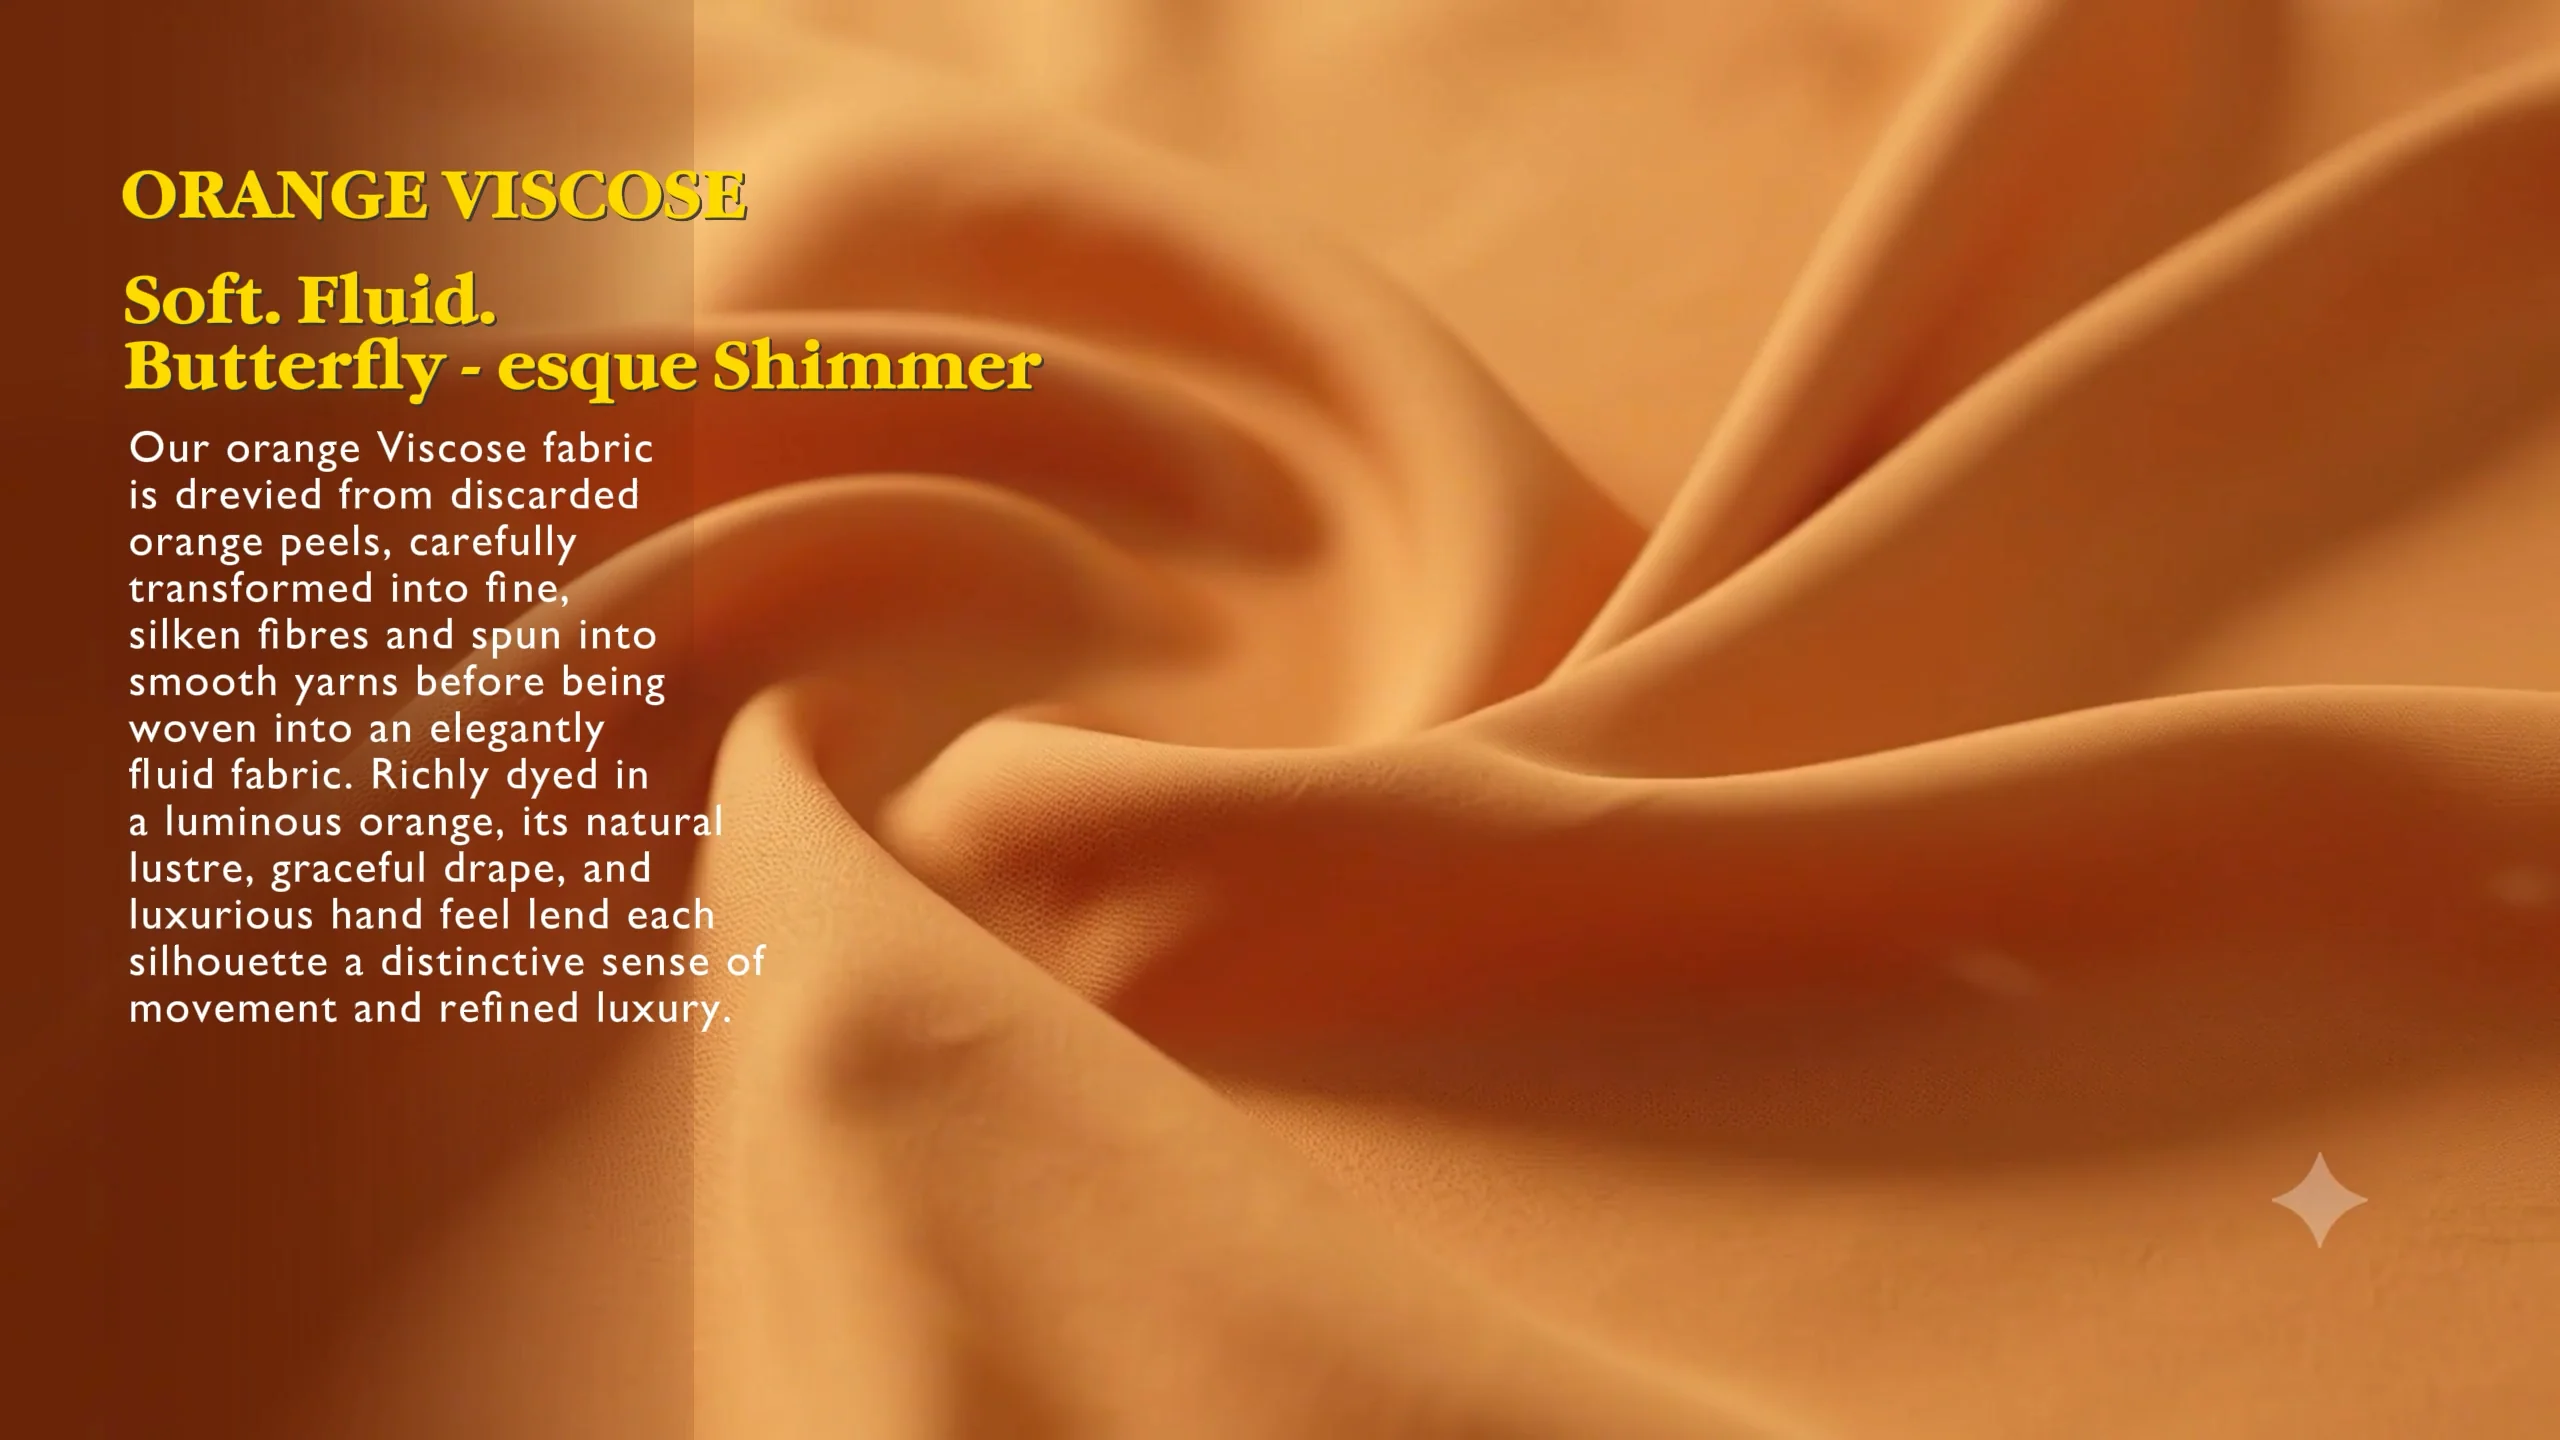 ORANGE VISCOSE
Soft. Fluid.
Butterfly - esque Shimmer
Our orange Viscose fabric
is drevied from discarded
orange peels, carefully
transformed into fine,
silken fibres and spun into
smooth yarns before being
woven into an elegantly
fluid fabric. Richly dyed in
a luminous orange, its natural
lustre, graceful drape, and
luxurious hand feel lend each
silhouette a distinctive sense of
movement and refined luxury.